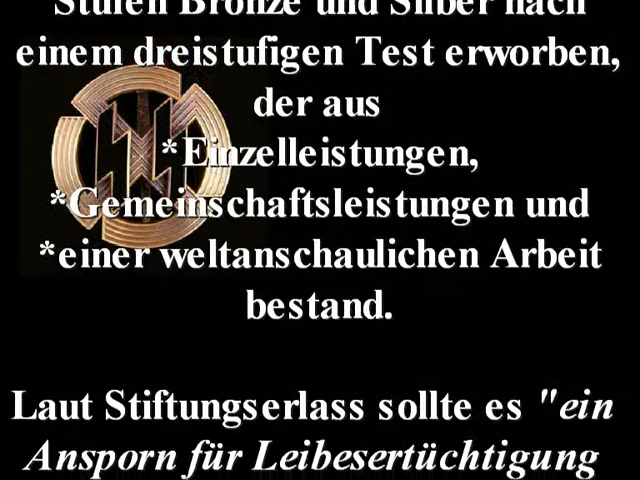 Stufen Bronze und Silber nach
einem dreistufigen Test erworben,
der aus
*Einzelleistungen,
*Gemeinschaftsleistungen und
*einer weltanschaulichen Arbeit
bestand.
Laut Stiftungserlass sollte es "ein
Ansporn für Leibesertüchtigung